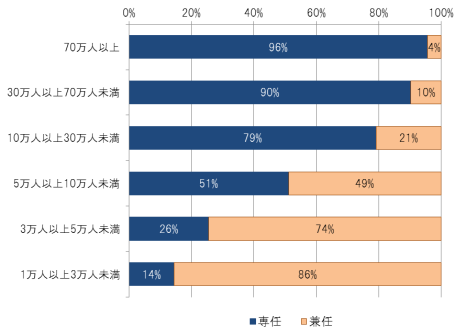 0% 20% 40% 60% 80% 100%
70万人以上 96% 4%
30万人以上70万人未満 90% 10%
10万人以上30万人未満 79% 21%
5万人以上10万人未満 51% 49%
3万人以上5万人未満 26% 74%
1万人以上3万人未満 14% 86%
専任 兼任